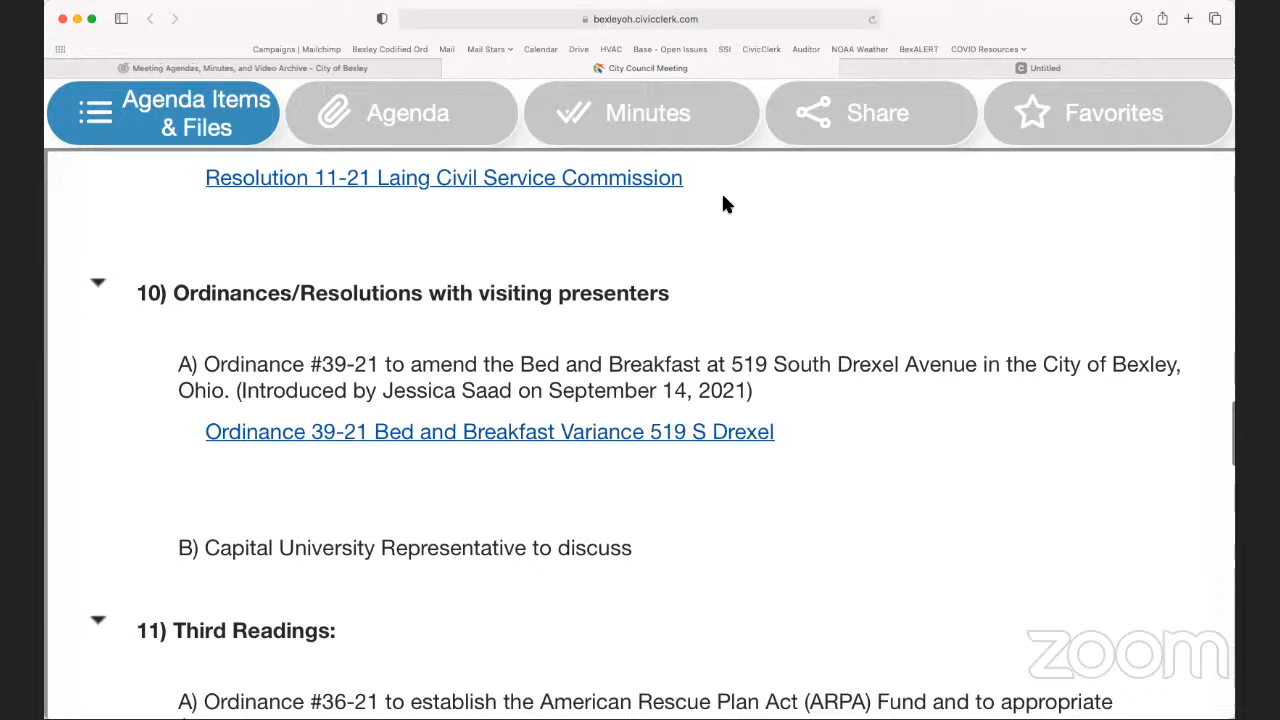 bexleyoh.civicclerk.com
Campaigns | Mailchimp Bexley Codified Ord Mail Mail Stars Calendar Drive HVAC Base - Open Issues SSI CivicClerk Auditor NOAA Weather BexALERT COVID Resources
Meeting Agendas, Minutes, and Video Archive - City of Bexley City Council Meeting C Untitled
Agenda Items
& Files
Agenda
Minutes
Share
Favorites
Resolution 11-21 Laing Civil Service Commission
10) Ordinances/Resolutions with visiting presenters
A) Ordinance #39-21 to amend the Bed and Breakfast at 519 South Drexel Avenue in the City of Bexley,
Ohio. (Introduced by Jessica Saad on September 14, 2021)
Ordinance 39-21 Bed and Breakfast Variance 519 S Drexel
B) Capital University Representative to discuss
11) Third Readings:
zoom
A) Ordinance #36-21 to establish the American Rescue Plan Act (ARPA) Fund and to appropriate